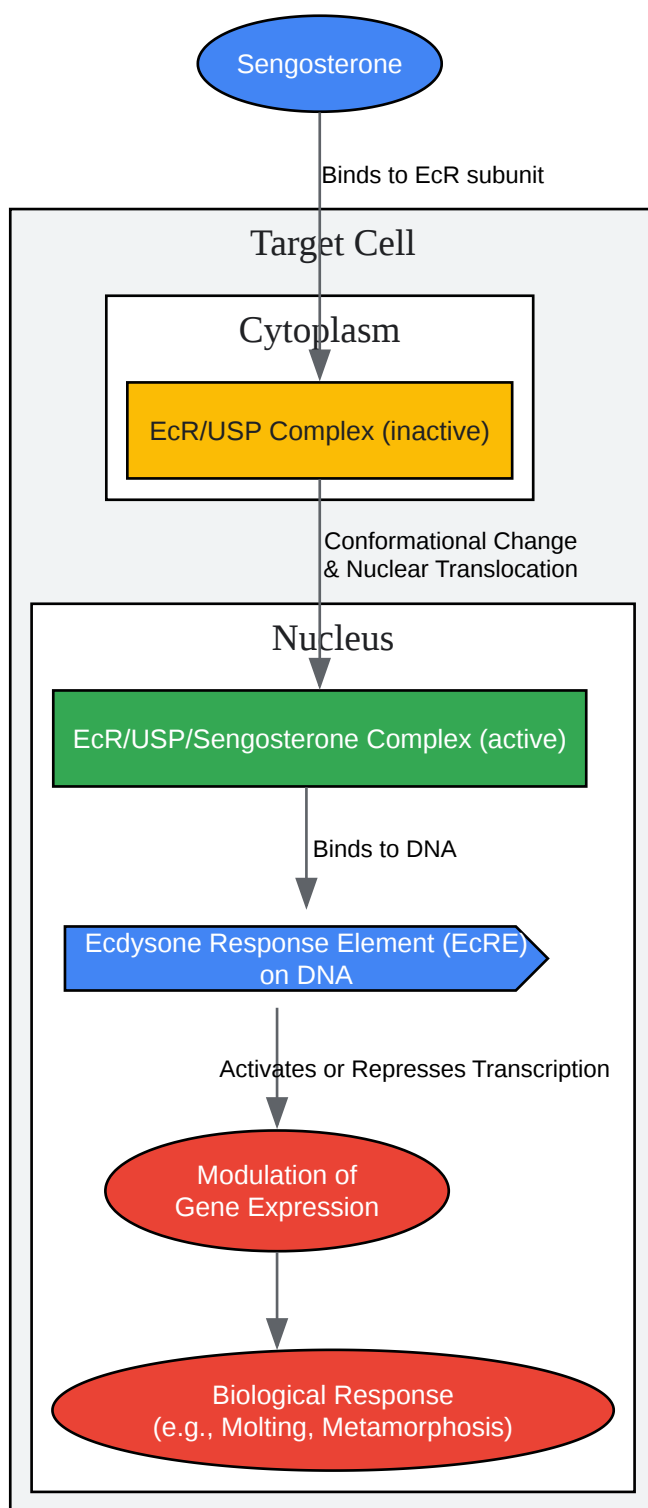 Sengosterone
Binds to EcR subunit
Target Cell
Cytoplasm
EcR/USP Complex (inactive)
Conformational Change
& Nuclear Translocation
Nucleus
EcR/USP/Sengosterone Complex (active)
Binds to DNA
Ecdysone Response Element (EcRE)
on DNA
Activates or Represses Transcription
Modulation of
Gene Expression
Biological Response
(e.g., Molting, Metamorphosis)